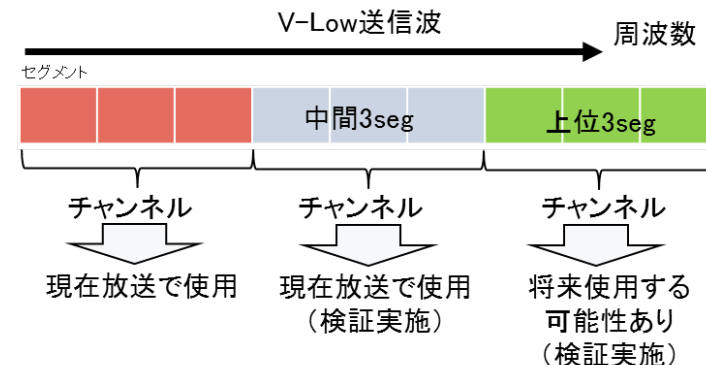 V-Low送信波
周波数
セグメント
中間3seg
上位3seg
チャンネル
チャンネル
チャンネル
現在放送で使用
現在放送で使用
（検証実施）
将来使用する
可能性あり
（検証実施）